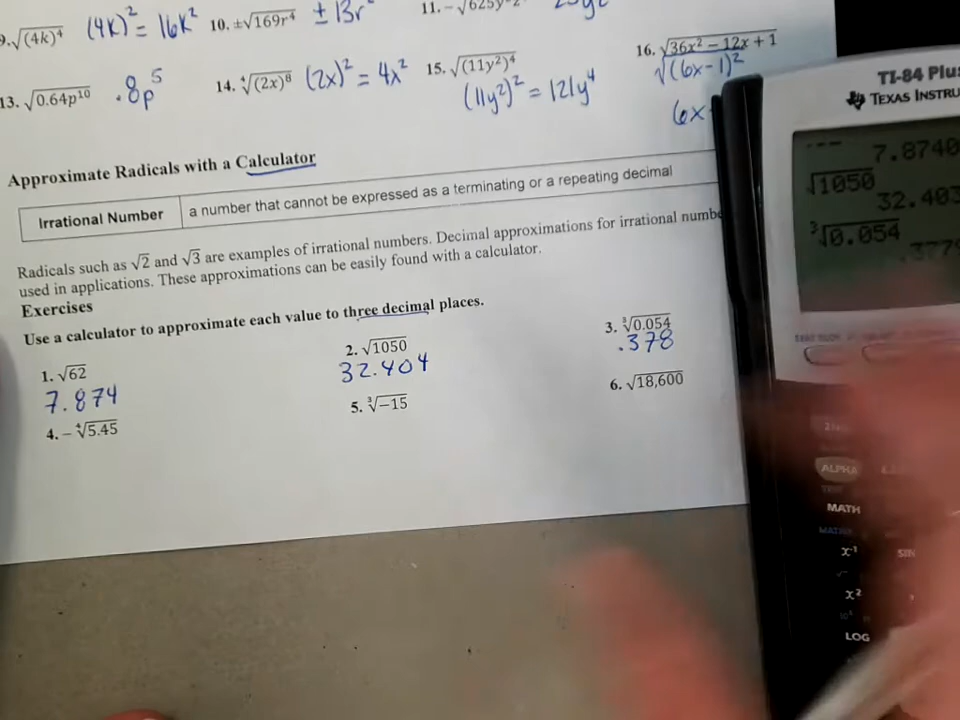 9. √(4k)⁴ (4k)² = 16k² 10. ±√169r⁴ ± 13r² 11. -√625y
13. √0.64p¹⁰ .8p⁵ 14. ⁴√(2x)⁸ (2x)² = 4x² 15. √(11y²)⁴ (11y²)² = 121y⁴ 16. √36x² – 12x + 1
√(6x-1)²
6x
Approximate Radicals with a Calculator
Irrational Number a number that cannot be expressed as a terminating or a repeating decimal
Radicals such as √2 and √3 are examples of irrational numbers. Decimal approximations for irrational
used in applications. These approximations can be easily found with a calculator.
Exercises
Use a calculator to approximate each value to three decimal places.
1. √62 2. √1050 3. ³√0.054
7.874 32.404 .378
4. – ⁴√5.45 5. ³√–15 6. √18,600
TI-84 Plus
TEXAS
7.8740
√1050
32.403
³√0.054
.377
ALPHA
MATH
x⁻¹ SIN
x²
LOG